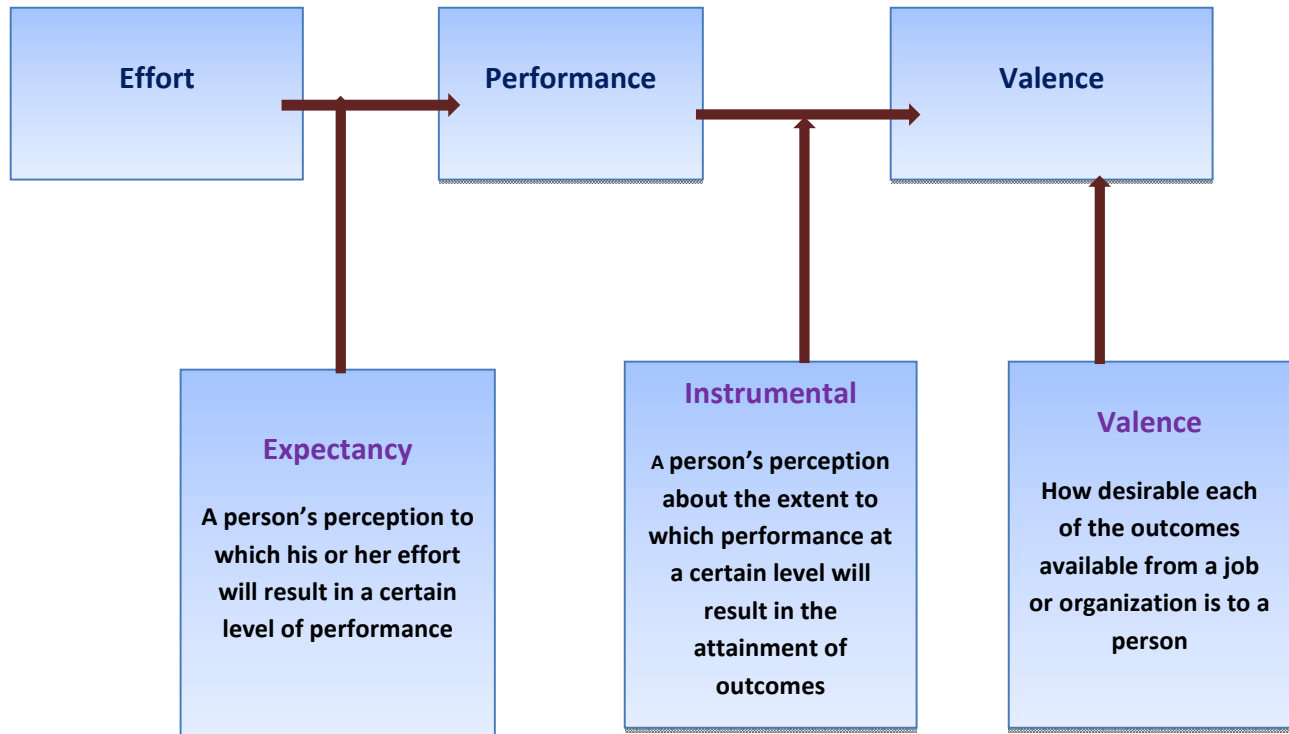 Effort
Performance
Valence
Expectancy
A person’s perception to
which his or her effort
will result in a certain
level of performance
Instrumental
A person’s perception
about the extent to
which performance at
a certain level will
result in the
attainment of
outcomes
Valence
How desirable each
of the outcomes
available from a job
or organization is to a
person